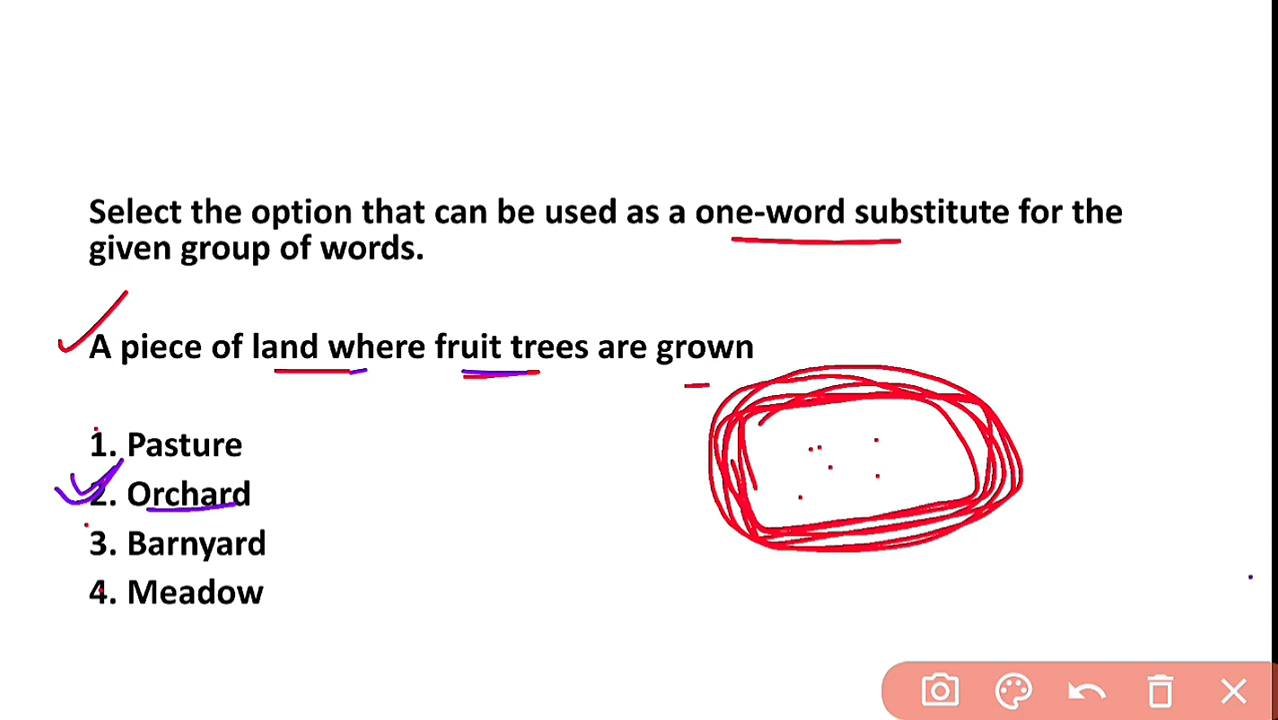 Select the option that can be used as a one-word substitute for the
given group of words.
A piece of land where fruit trees are grown
1. Pasture
2. Orchard
3. Barnyard
4. Meadow